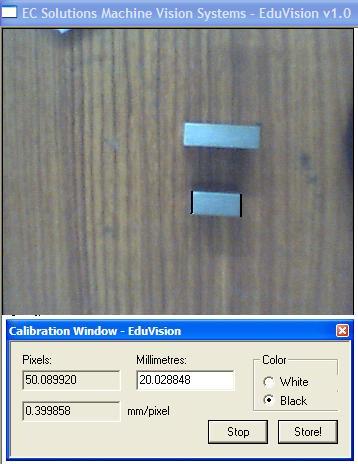 EC Solutions Machine Vision Systems - EduVision v1.0
Calibration Window - EduVision
Pixels: Millimetres: Color
50.089920 20.028848 White
0.399858 mm/pixel Black
Stop Store!